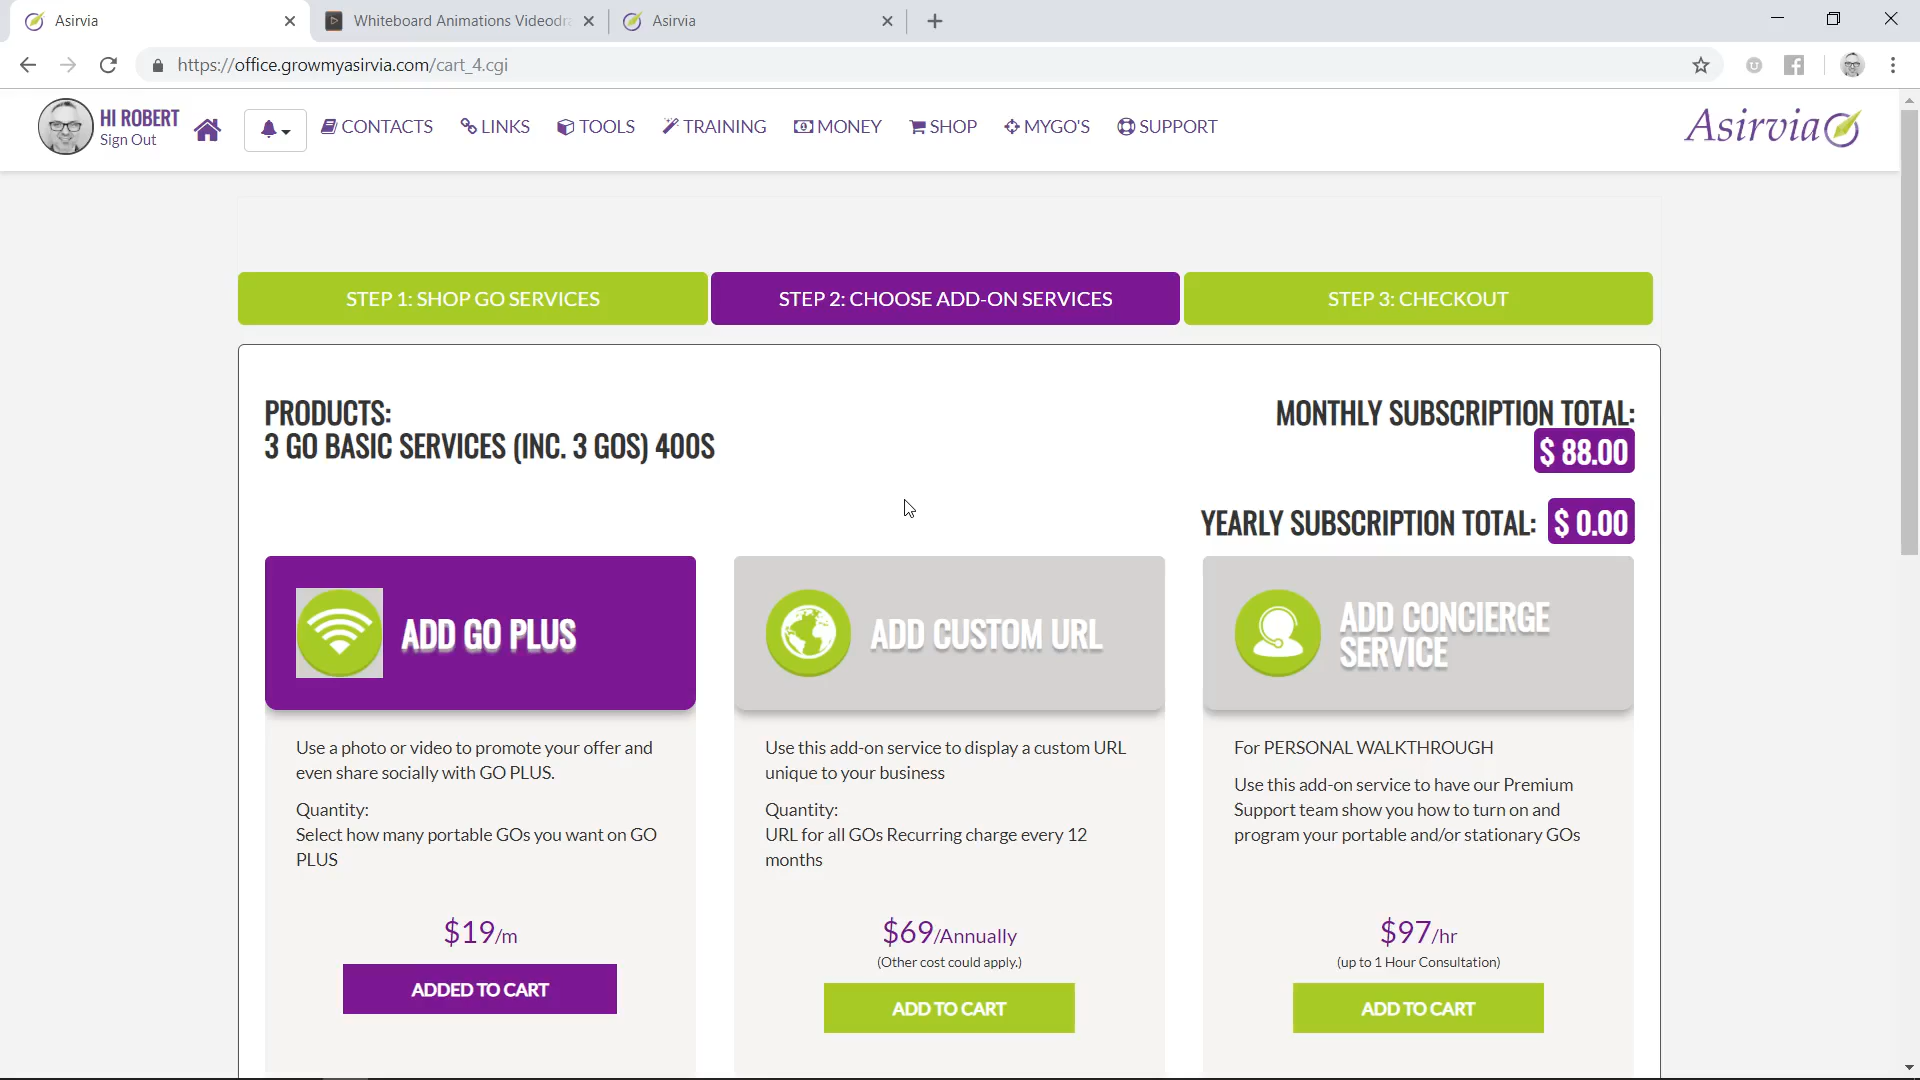 Asirvia
Whiteboard Animations Videodra
Asirvia
https://office.growmyasirvia.com/cart_4.cgi
HI ROBERT
Sign Out
CONTACTS
LINKS
TOOLS
TRAINING
MONEY
SHOP
MYGO'S
SUPPORT
Asirvia
STEP 1: SHOP GO SERVICES
STEP 2: CHOOSE ADD-ON SERVICES
STEP 3: CHECKOUT
PRODUCTS:
3 GO BASIC SERVICES (INC. 3 GOS) 400S
MONTHLY SUBSCRIPTION TOTAL:
$ 88.00
YEARLY SUBSCRIPTION TOTAL: $ 0.00
ADD GO PLUS
Use a photo or video to promote your offer and
even share socially with GO PLUS.
Quantity:
Select how many portable GOs you want on GO
PLUS
$19/m
ADDED TO CART
ADD CUSTOM URL
Use this add-on service to display a custom URL
unique to your business
Quantity:
URL for all GOs Recurring charge every 12
months
$69/Annually
(Other cost could apply.)
ADD TO CART
ADD CONCIERGE
SERVICE
For PERSONAL WALKTHROUGH
Use this add-on service to have our Premium
Support team show you how to turn on and
program your portable and/or stationary GOs
$97/hr
(up to 1 Hour Consultation)
ADD TO CART